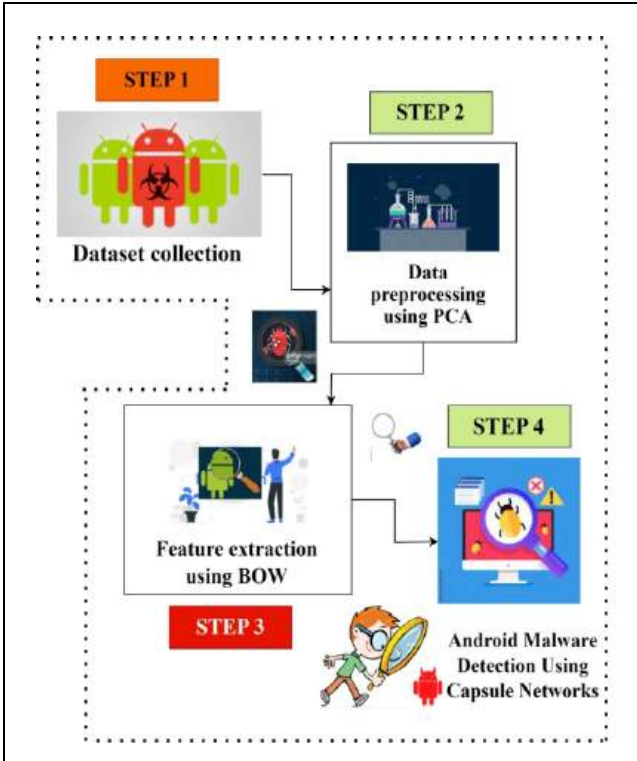 STEP 1
Dataset collection
STEP 2
Data
preprocessing
using PCA
Feature extraction
using BOW
STEP 3
STEP 4
Android Malware
Detection Using
Capsule Networks